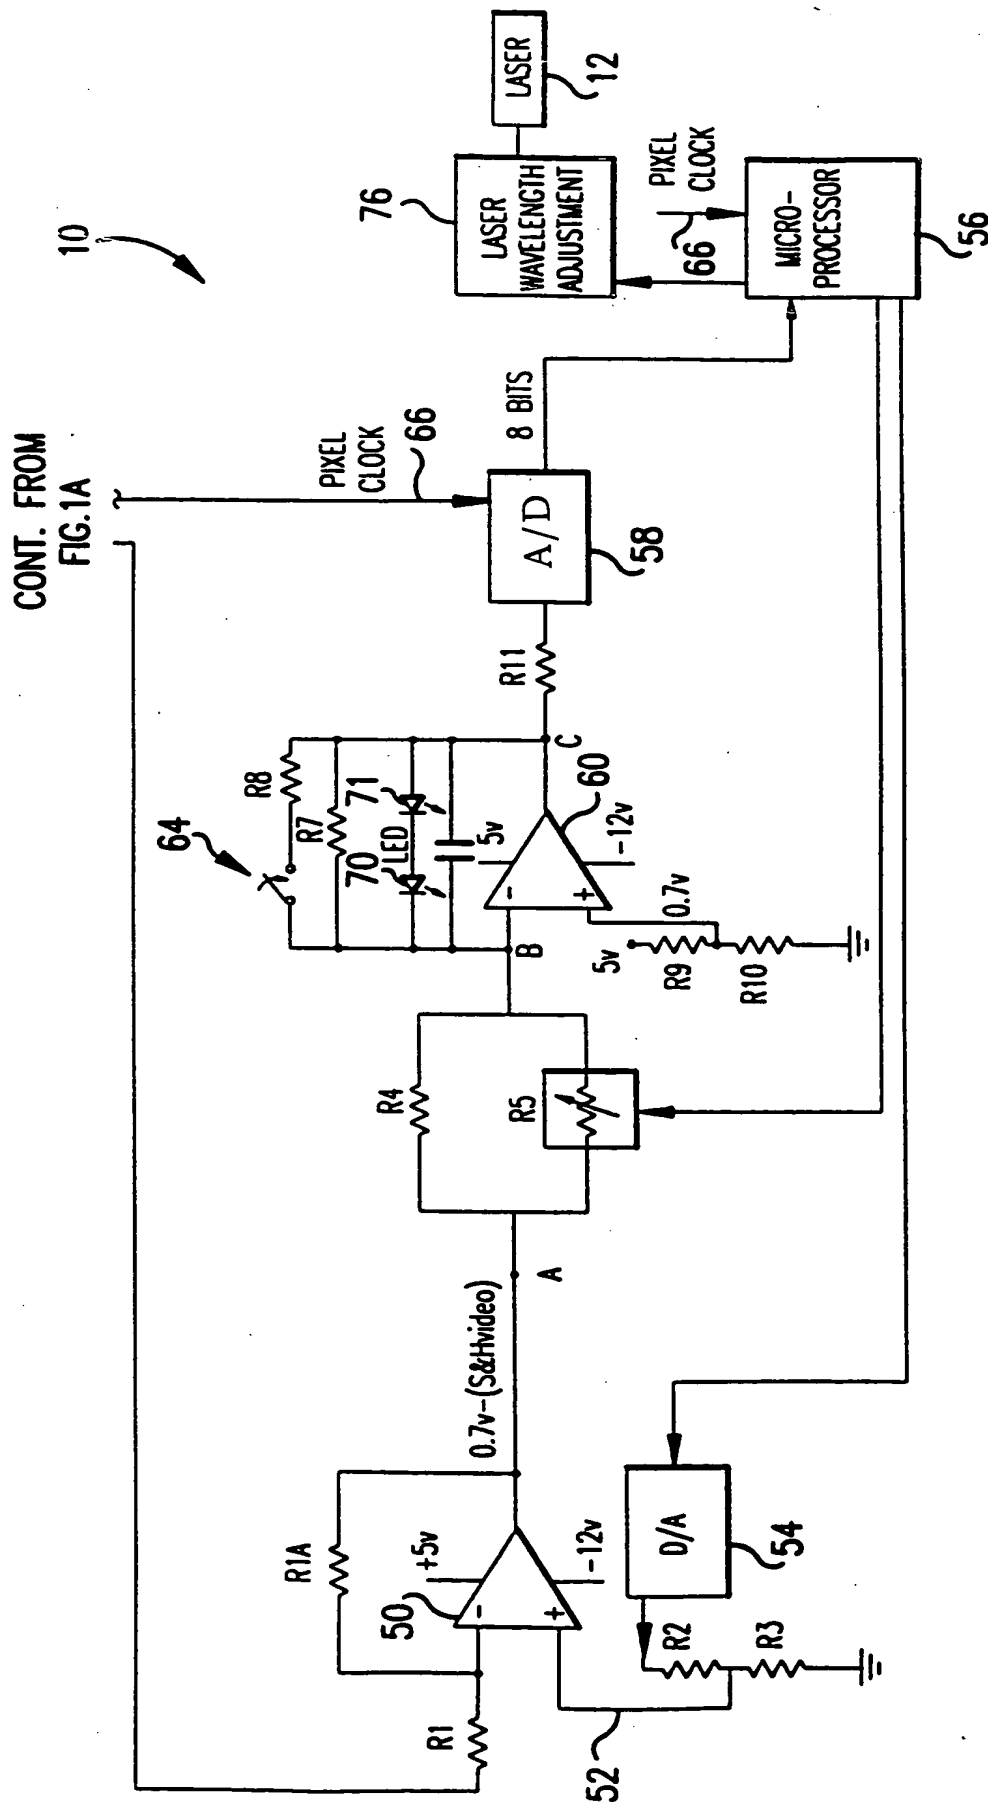 CONT. FROM
FIG.1A
10
76
LASER
WAVELENGTH
ADJUSTMENT
LASER
12
PIXEL
CLOCK
66
MICRO-
PROCESSOR
56
PIXEL
CLOCK
66
8 BITS
A/D
58
R11
64
R8
R7
70
71
LED
5v
-
+
60
-12v
B
C
0.7v
5v
R9
R10
R4
R5
A
0.7v-(S&Hvideo)
R1A
+5v
50
-
+
-12v
R1
52
D/A
54
R2
R3